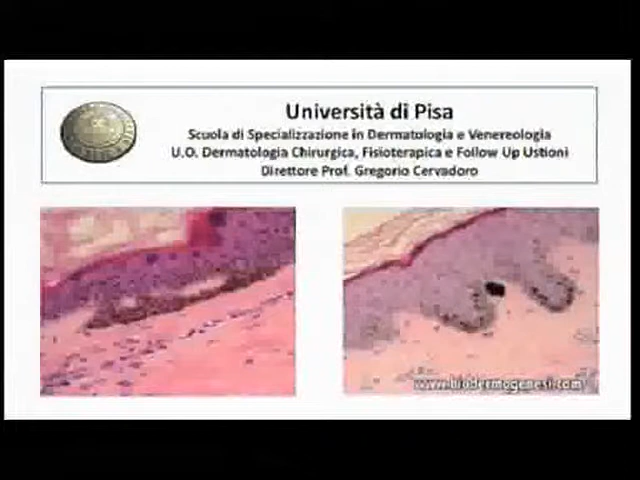 Università di Pisa
Scuola di Specializzazione in Dermatologia e Venereologia
U.O. Dermatologia Chirurgica, Fisioterapica e Follow Up Ustioni
Direttore Prof. Gregorio Cervadoro
www.biodermogenesi.com